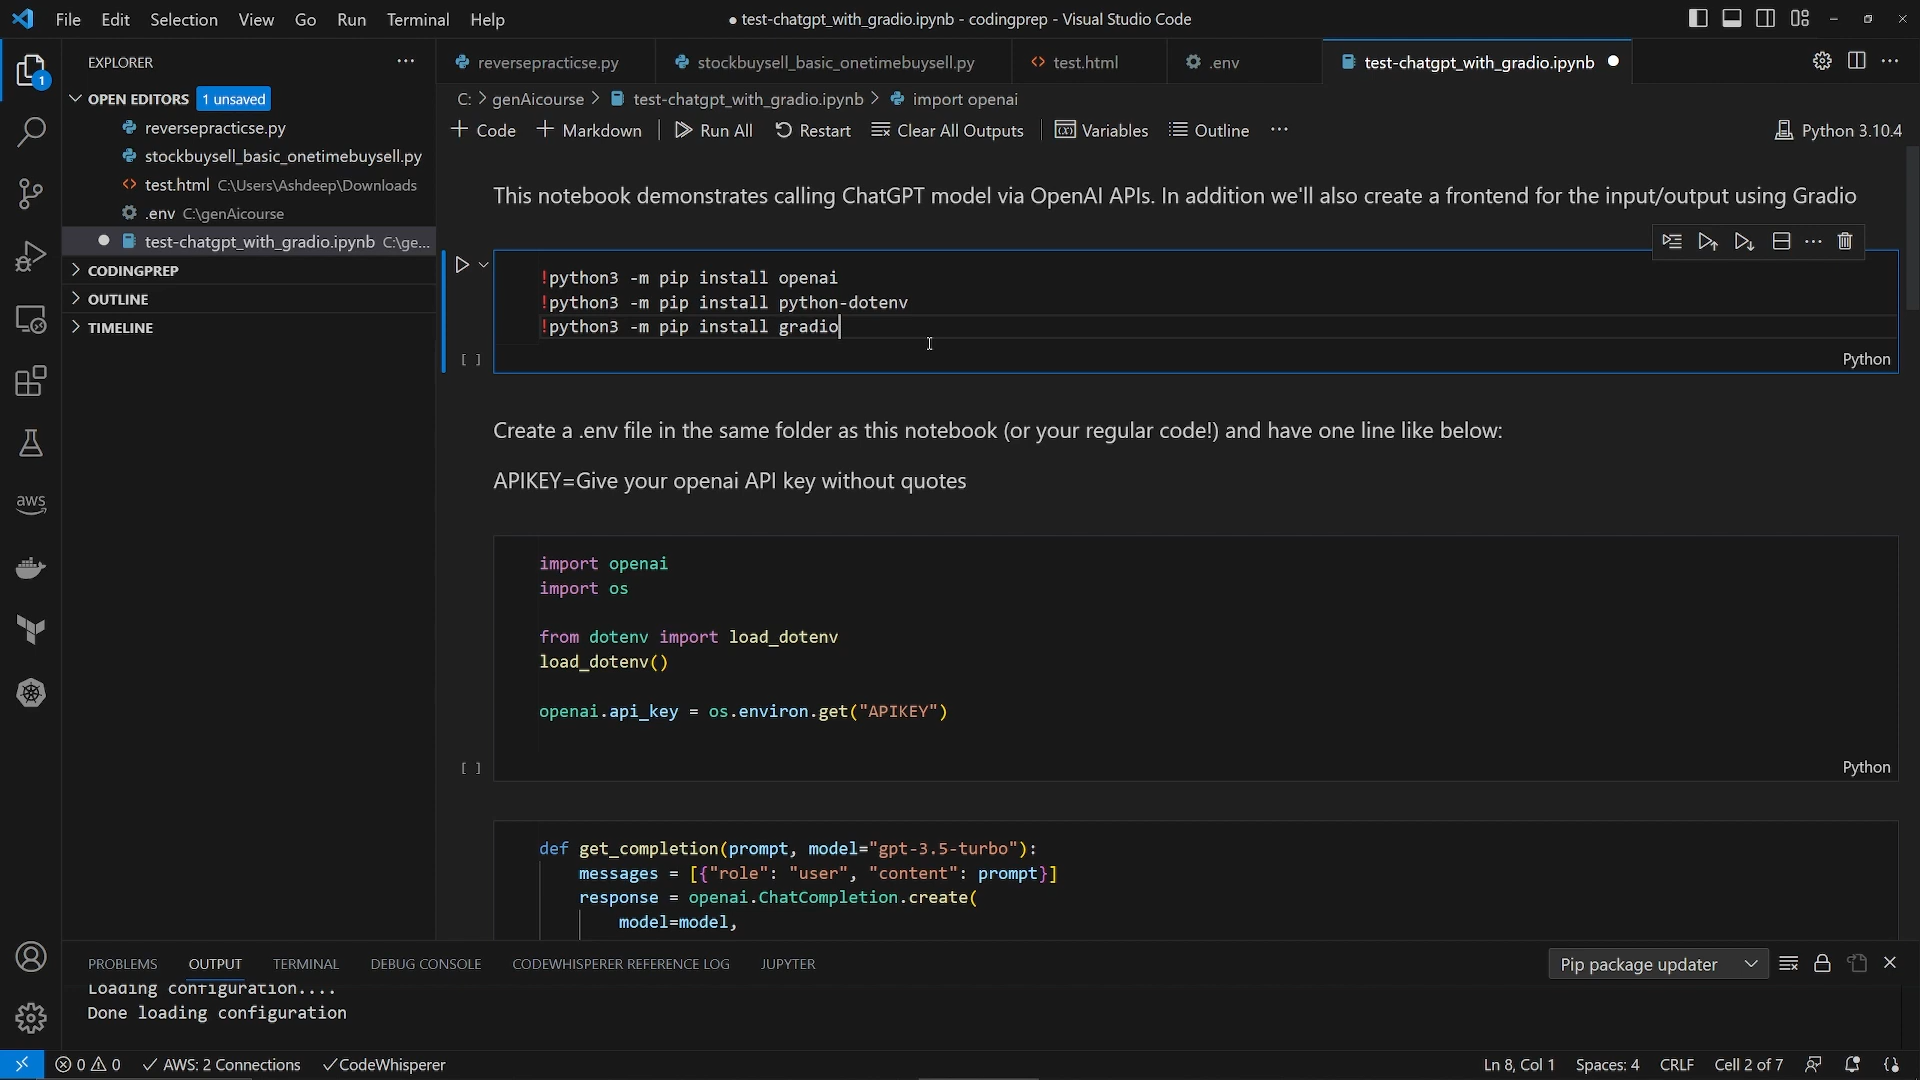 File Edit Selection View Go Run Terminal Help
● test-chatgpt_with_gradio.ipynb - codingprep - Visual Studio Code
EXPLORER
1
OPEN EDITORS 1 unsaved
reversepracticse.py
stockbuysell_basic_onetimebuysell.py
test.html C:\Users\Ashdeep\Downloads
.env C:\genAicourse
test-chatgpt_with_gradio.ipynb C:\ge...
CODINGPREP
OUTLINE
TIMELINE
aws
reversepracticse.py stockbuysell_basic_onetimebuysell.py test.html .env test-chatgpt_with_gradio.ipynb
C: > genAicourse > test-chatgpt_with_gradio.ipynb > import openai
+ Code + Markdown | Run All Restart Clear All Outputs | Variables Outline ... Python 3.10.4
This notebook demonstrates calling ChatGPT model via OpenAI APIs. In addition we'll also create a frontend for the input/output using Gradio
!python3 -m pip install openai
!python3 -m pip install python-dotenv
!python3 -m pip install gradio
[ ] Python
Create a .env file in the same folder as this notebook (or your regular code!) and have one line like below:
APIKEY=Give your openai API key without quotes
import openai
import os
from dotenv import load_dotenv
load_dotenv()
openai.api_key = os.environ.get("APIKEY")
[ ] Python
def get_completion(prompt, model="gpt-3.5-turbo"):
messages = [{"role": "user", "content": prompt}]
response = openai.ChatCompletion.create(
model=model,
PROBLEMS OUTPUT TERMINAL DEBUG CONSOLE CODEWHISPERER REFERENCE LOG JUPYTER Pip package updater
Loading configuration....
Done loading configuration
0 0 AWS: 2 Connections CodeWhisperer Ln 8, Col 1 Spaces: 4 CRLF Cell 2 of 7